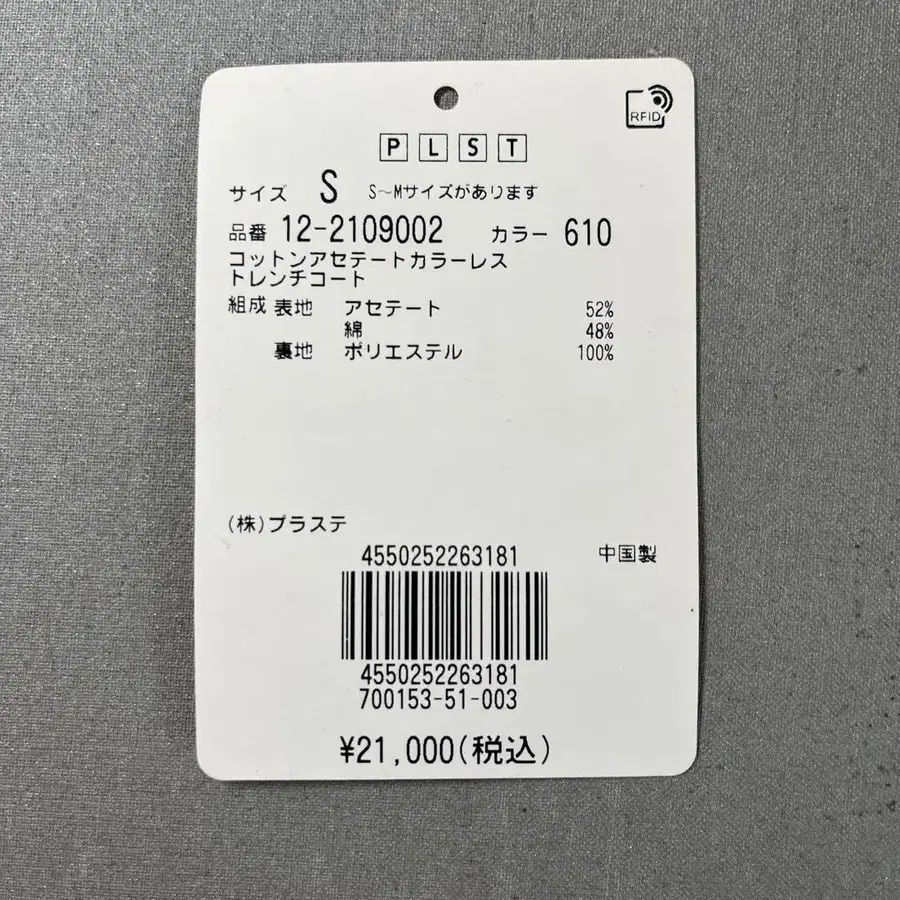 RFID
PLST
サイズ S S~Mサイズがあります
品番 12-2109002 カラー 610
コットンアセテートカラーレス
トレンチコート
組成 表地 アセテート 52%
綿 48%
裏地 ポリエステル 100%
(株)プラステ
4550252263181 中国製
4550252263181
700153-51-003
¥21,000(税込)